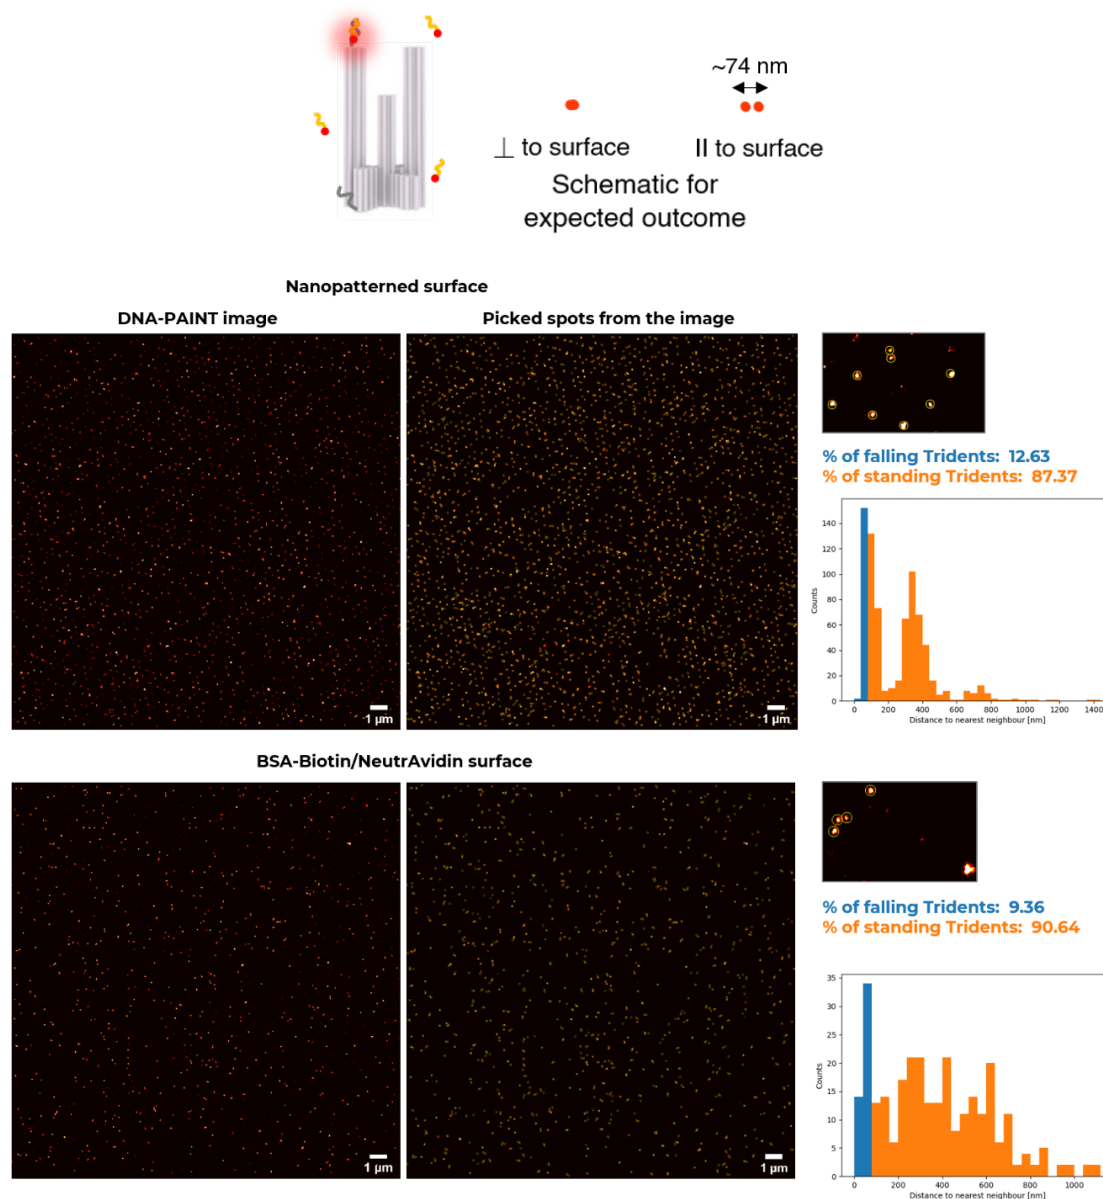 ~74 nm
⊥ to surface
II to surface
Schematic for
expected outcome
Nanopatterned surface
DNA-PAINT image
Picked spots from the image
1 µm
1 µm
% of falling Tridents: 12.63
% of standing Tridents: 87.37
140
120
100
80
60
40
20
0
Counts
0 200 400 600 800 1000 1200 1400
Distance to nearest neighbour [nm]
BSA-Biotin/NeutrAvidin surface
1 µm
1 µm
% of falling Tridents: 9.36
% of standing Tridents: 90.64
35
30
25
20
15
10
5
0
Counts
0 200 400 600 800 1000
Distance to nearest neighbour [nm]